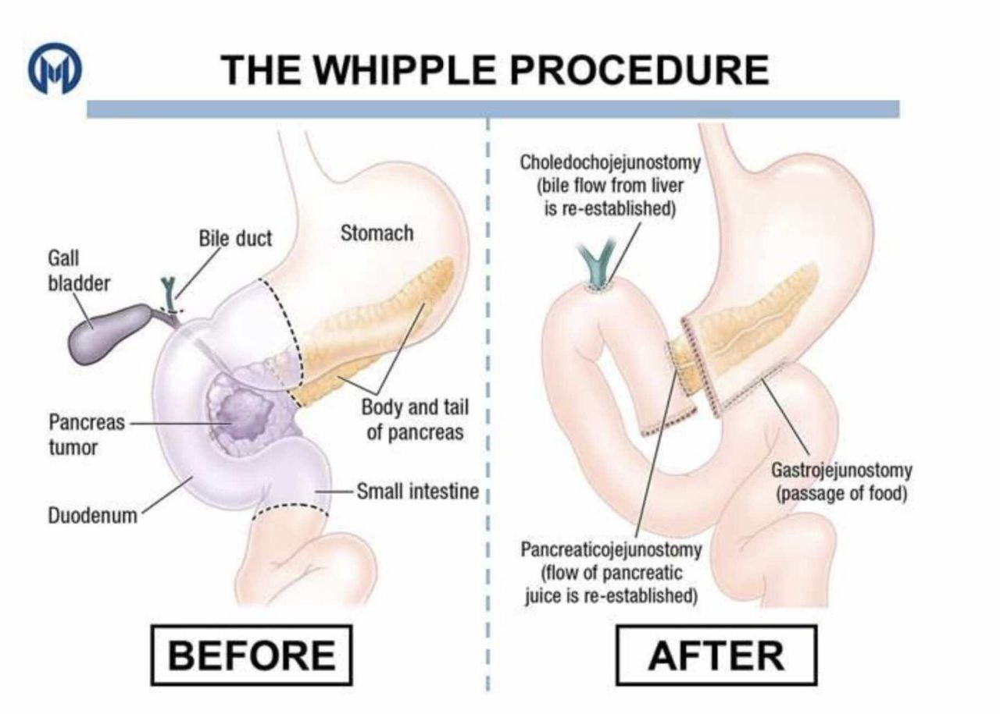 THE WHIPPLE PROCEDURE
Gall
bladder
Bile duct
Stomach
Pancreas
tumor
Body and tail
of pancreas
Duodenum
Small intestine
BEFORE
Choledochojejunostomy
(bile flow from liver
is re-established)
Gastrojejunostomy
(passage of food)
Pancreaticojejunostomy
(flow of pancreatic
juice is re-established)
AFTER